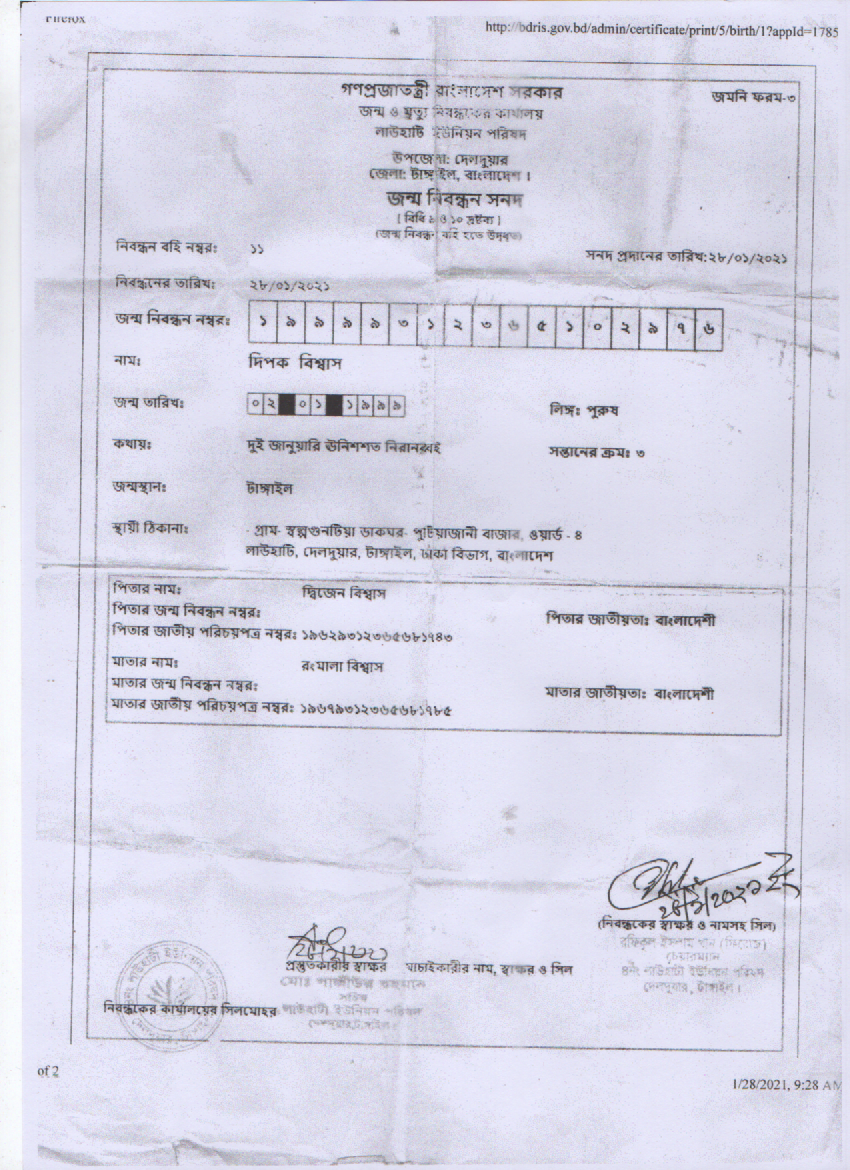 http://bdris.gov.bd/admin/certificate/print/5/birth/1?appId=1785
গণপ্রজাতন্ত্রী বাংলাদেশ সরকার
জমনি ফরম-৩
জন্ম ও মৃত্যু নিবন্ধকের কার্যালয়
লাউহাটি ইউনিয়ন পরিষদ
উপজেলা: দেলদুয়ার
জেলা: টাঙ্গাইল, বাংলাদেশ ।
জন্ম নিবন্ধন সনদ
[ বিধি ৯ ও ১০ দ্রষ্টব্য ]
(জন্ম নিবন্ধন বহি হতে উদ্ধৃত)
নিবন্ধন বহি নম্বর: ১১
সনদ প্রদানের তারিখ:২৮/০১/২০২১
নিবন্ধনের তারিখ: ২৮/০১/২০২১
জন্ম নিবন্ধন নম্বর: ১ ৯ ৯ ৯ ৯ ৩ ১ ২ ৩ ৬ ৫ ১ ০ ২ ৯ ৭ ৬
নাম: দিপক বিশ্বাস
জন্ম তারিখ: ০ ২ ০ ১ ১ ৯ ৯ ৯
লিঙ্গ: পুরুষ
কথায়: দুই জানুয়ারি ঊনিশশত নিরানব্বই
সন্তানের ক্রম: ৩
জন্মস্থান: টাঙ্গাইল
স্থায়ী ঠিকানা: গ্রাম- স্বল্পগুনটিয়া ডাকঘর- পুটিয়াজানী বাজার, ওয়ার্ড - ৪
লাউহাটি, দেলদুয়ার, টাঙ্গাইল, ঢাকা বিভাগ, বাংলাদেশ
পিতার নাম: দ্বিজেন বিশ্বাস
পিতার জন্ম নিবন্ধন নম্বর:
পিতার জাতীয়তা: বাংলাদেশী
পিতার জাতীয় পরিচয়পত্র নম্বর: ১৯৬২৯৩১২৩৬৫৬৮১৭৪৩
মাতার নাম: রংমালা বিশ্বাস
মাতার জন্ম নিবন্ধন নম্বর:
মাতার জাতীয়তা: বাংলাদেশী
মাতার জাতীয় পরিচয়পত্র নম্বর: ১৯৬৭৯৩১২৩৬৫৬৮১৭৮৫
২৮/১/২০২১
(নিবন্ধকের স্বাক্ষর ও নামসহ সিল)
রফিকুল ইসলাম খান (ফিরোজ)
চেয়ারম্যান
৪নং লাউহাটী ইউনিয়ন পরিষদ
দেলদুয়ার, টাঙ্গাইল ।
প্রস্তুতকারীর স্বাক্ষর যাচাইকারীর নাম, স্বাক্ষর ও সিল
মোঃ
সচিব
লাউহাটী ইউনিয়ন পরিষদ
দেলদুয়ার,টাঙ্গাইল।
নিবন্ধকের কার্যালয়ের সিলমোহর
of 2
1/28/2021, 9:28 AM